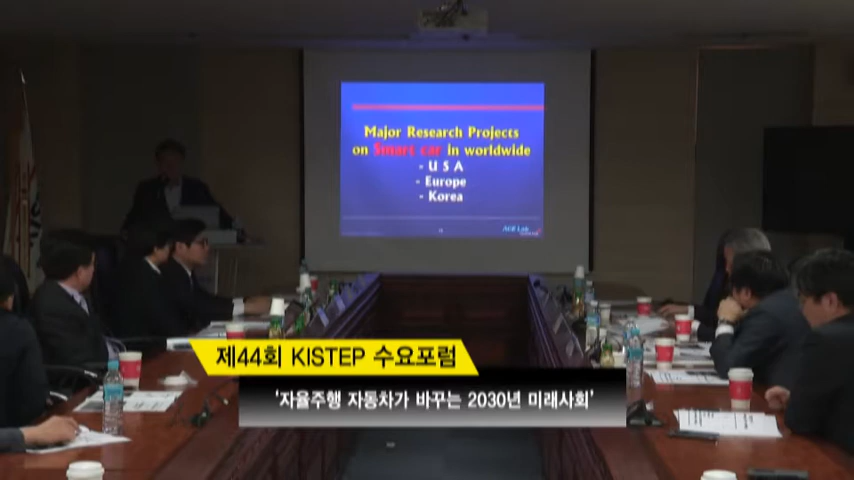 Major Research Projects
on Smart car in worldwide
- U S A
- Europe
- Korea
제44회 KISTEP 수요포럼
'자율주행 자동차가 바꾸는 2030년 미래사회'